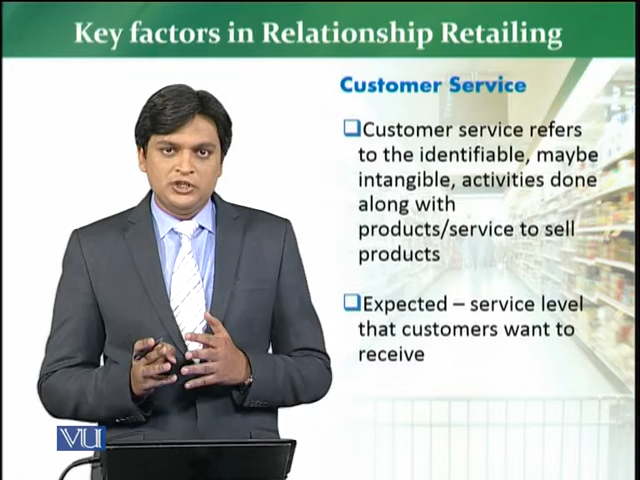 Key factors in Relationship Retailing
Customer Service
Customer service refers
to the identifiable, maybe
intangible, activities done
along with
products/service to sell
products
Expected – service level
that customers want to
receive
VU